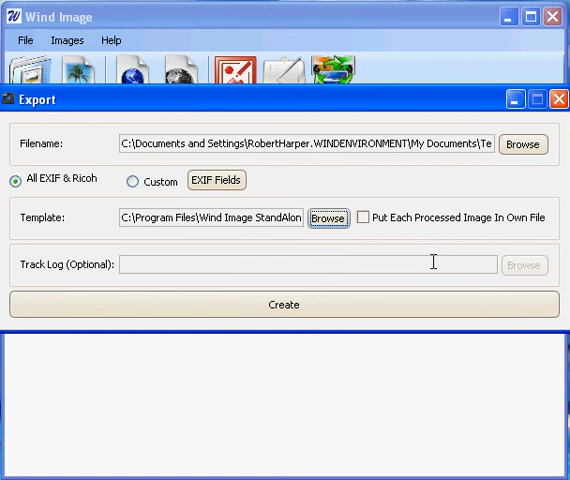 Wind Image
File Images Help
Export
Filename: C:\Documents and Settings\RobertHarper.WINDENVIRONMENT\My Documents\Te Browse
All EXIF & Ricoh Custom EXIF Fields
Template: C:\Program Files\Wind Image StandAlon Browse Put Each Processed Image In Own File
Track Log (Optional): Browse
Create